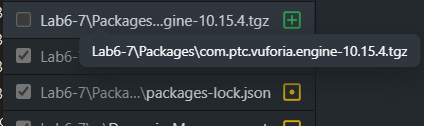 Lab6-7\Packages...gine-10.15.4.tgz
Lab6-7\Packages\com.ptc.vuforia.engine-10.15.4.tgz
Lab6-7
Lab6-7\Packa...\packages-lock.json